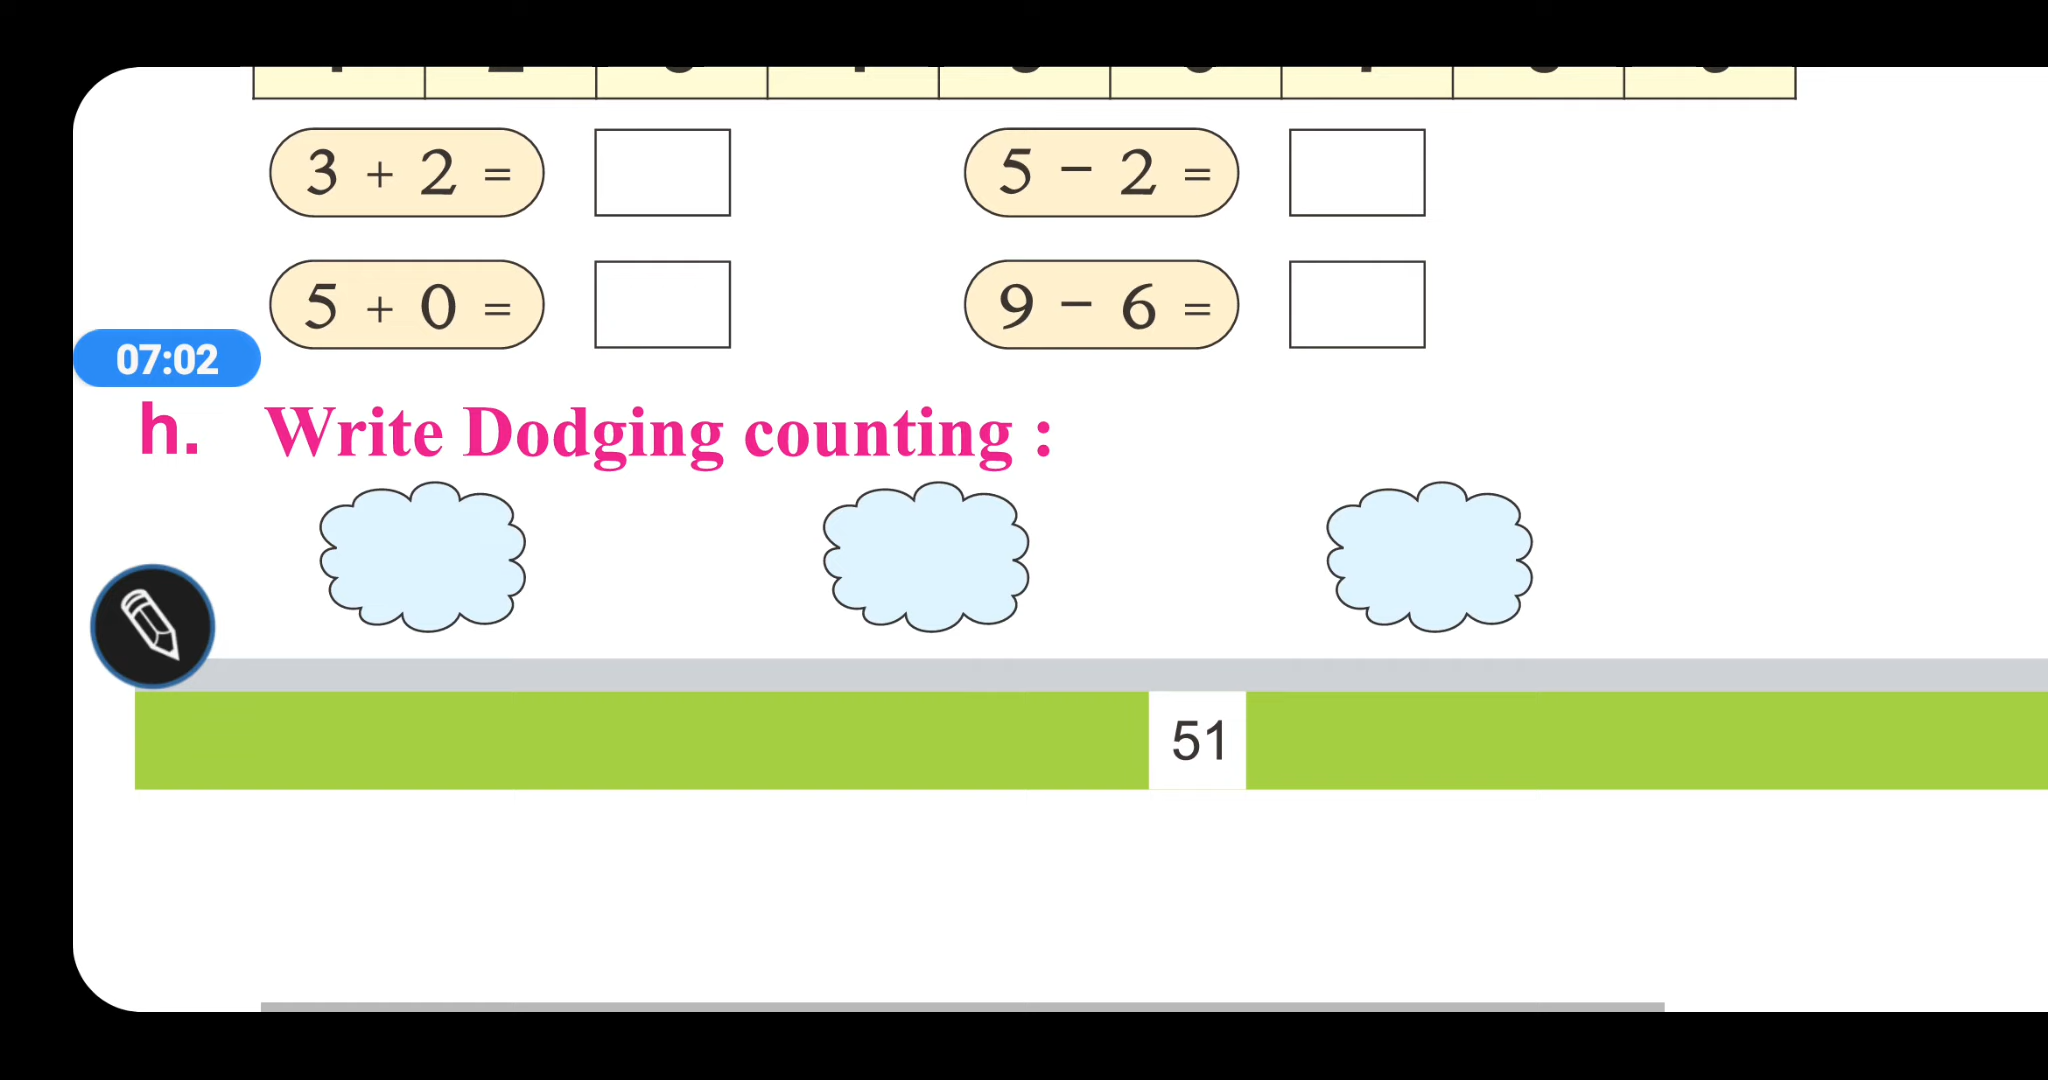 3 + 2 =
5 − 2 =
5 + 0 =
9 − 6 =
07:02
h. Write Dodging counting :
51